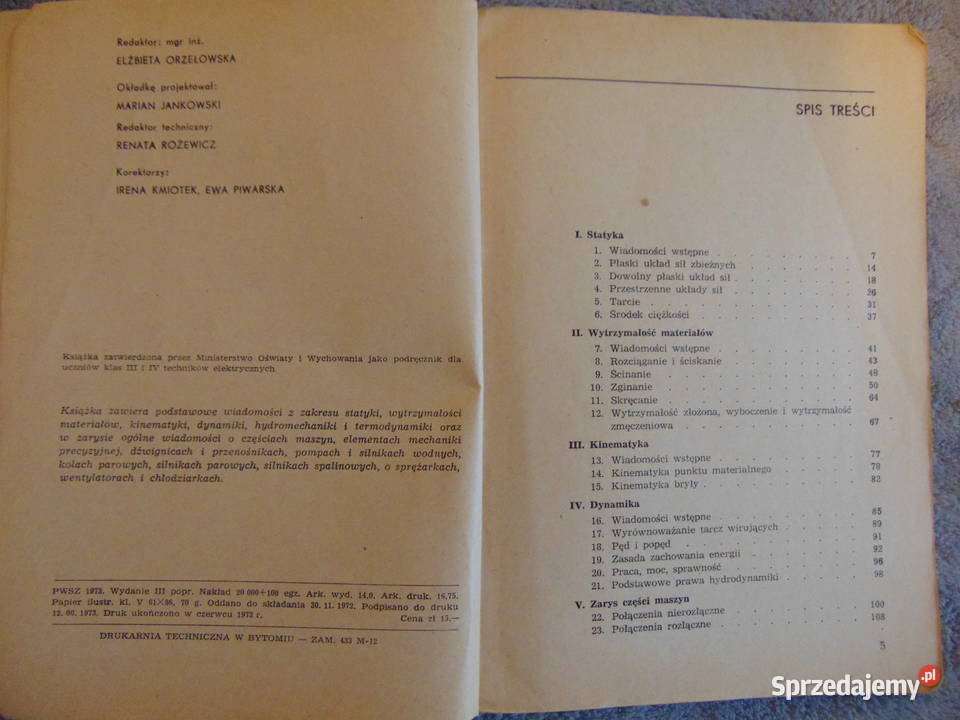 Redaktor: mgr inż.
ELŻBIETA ORZEŁOWSKA
Okładkę projektował:
MARIAN JANKOWSKI
Redaktor techniczny:
RENATA ROŻEWICZ
Korektorzy:
IRENA KMIOTEK, EWA PIWARSKA
Książka zatwierdzona przez Ministerstwo Oświaty i Wychowania jako podręcznik dla
uczniów klas III i IV techników elektrycznych
Książka zawiera podstawowe wiadomości z zakresu statyki, wytrzymałości
materiałów, kinematyki, dynamiki, hydromechaniki i termodynamiki oraz
w zarysie ogólne wiadomości o częściach maszyn, elementach mechaniki
precyzyjnej, dźwignicach i przenośnikach, pompach i silnikach wodnych,
kotach parowych, silnikach parowych, silnikach spalinowych, o sprężarkach,
wentylatorach i chłodziarkach.
PWSZ 1973. Wydanie III popr. Nakład 20 000+100 egz. Ark. wyd. 14,0. Ark. druk. 16,75.
Papier ilustr. kl. V 61×86, 70 g. Oddano do składania 30. 11. 1972. Podpisano do druku
12. 06. 1973. Druk ukończono w czerwcu 1973 r. Cena zł 15,—
DRUKARNIA TECHNICZNA W BYTOMIU — ZAM. 433 M-12
SPIS TREŚCI
I. Statyka
1. Wiadomości wstępne . . . . . . . . . 7
2. Płaski układ sił zbieżnych . . . . . . . . 14
3. Dowolny płaski układ sił . . . . . . . . 18
4. Przestrzenne układy sił . . . . . . . . 26
5. Tarcie . . . . . . . . . . . . 31
6. Środek ciężkości . . . . . . . . . . 37
II. Wytrzymałość materiałów
7. Wiadomości wstępne . . . . . . . . . 41
8. Rozciąganie i ściskanie . . . . . . . . 43
9. Ścinanie . . . . . . . . . . . 48
10. Zginanie . . . . . . . . . . . 50
11. Skręcanie . . . . . . . . . . . 64
12. Wytrzymałość złożona, wyboczenie i wytrzymałość
zmęczeniowa . . . . . . . . . . 67
III. Kinematyka
13. Wiadomości wstępne . . . . . . . . . 77
14. Kinematyka punktu materialnego . . . . . . 78
15. Kinematyka bryły . . . . . . . . . . 82
IV. Dynamika
16. Wiadomości wstępne . . . . . . . . . 85
17. Wyrównoważanie tarcz wirujących . . . . . . 89
18. Pęd i popęd . . . . . . . . . . . 91
19. Zasada zachowania energii . . . . . . . . 92
20. Praca, moc, sprawność . . . . . . . . 96
21. Podstawowe prawa hydrodynamiki . . . . . . 98
V. Zarys części maszyn
22. Połączenia nierozłączne . . . . . . . . 100
23. Połączenia rozłączne . . . . . . . . . 108
5
Sprzedajemy.pl